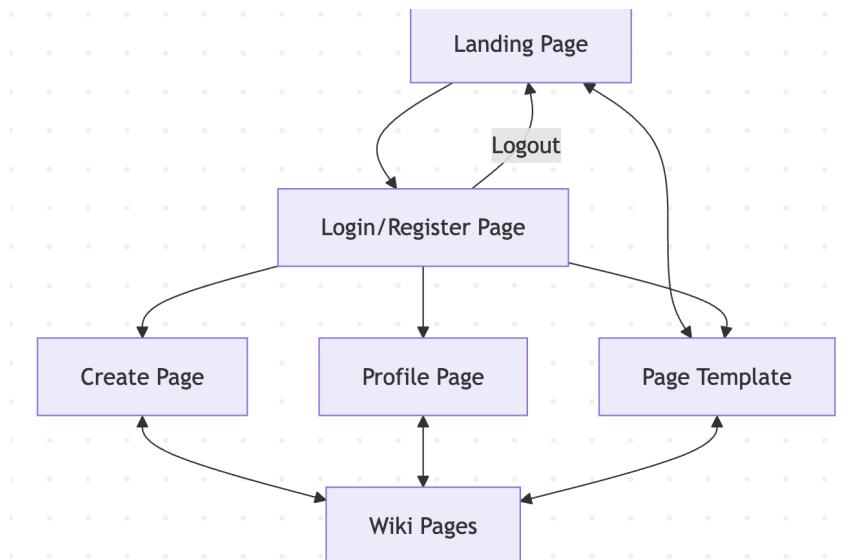 Landing Page
Logout
Login/Register Page
Create Page
Profile Page
Page Template
Wiki Pages